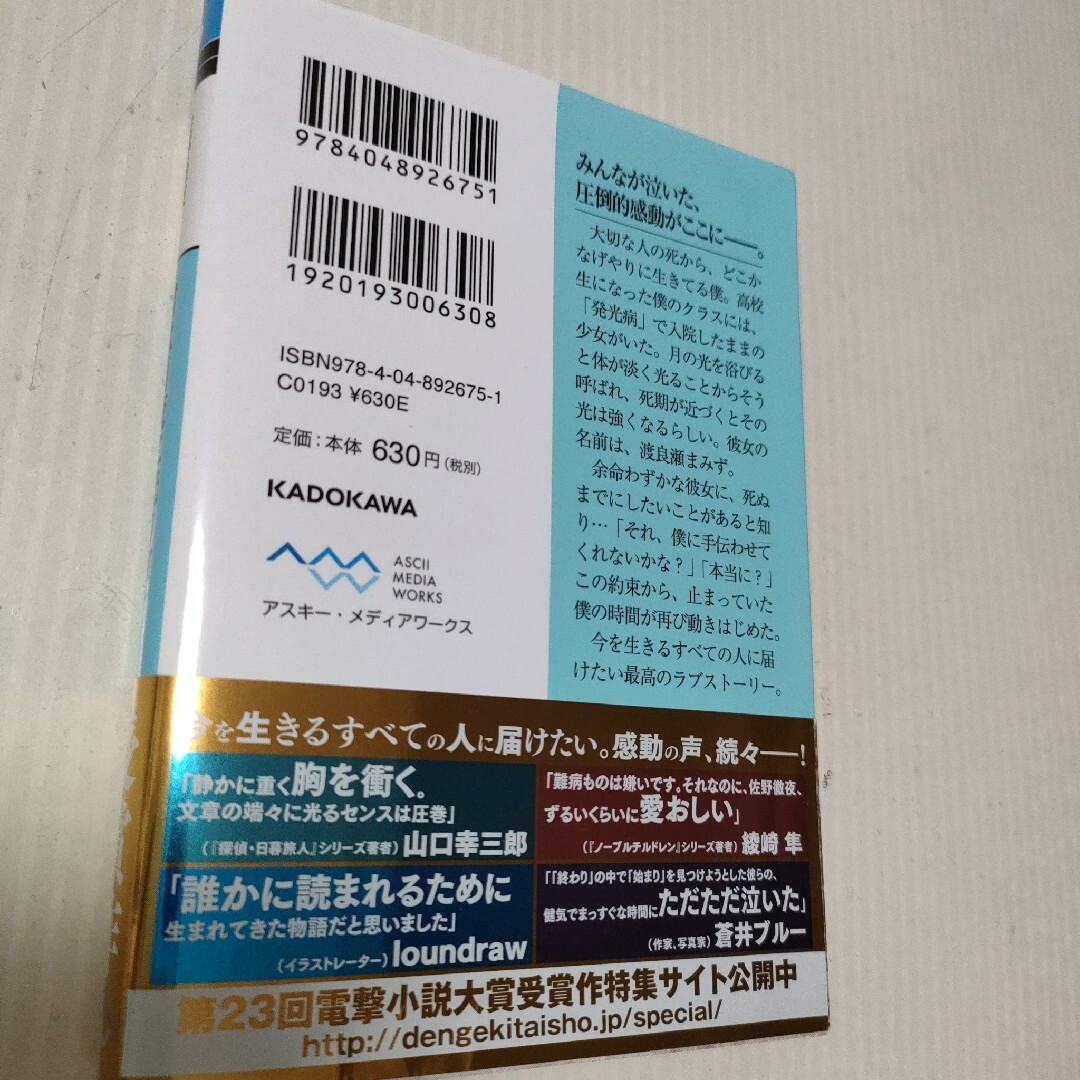 9784048926751
1920193006308
ISBN978-4-04-892675-1
C0193 ¥630E
定価:本体 630円(税別)
KADOKAWA
ASCII
MEDIA
WORKS
アスキー・メディアワークス
みんなが泣いた、
圧倒的感動がここに――。
大切な人の死から、どこか
なげやりに生きてる僕。高校
生になった僕のクラスには、
「発光病」で入院したままの
少女がいた。月の光を浴びる
と体が淡く光ることからそう
呼ばれ、死期が近づくとその
光は強くなるらしい。彼女の
名前は、渡良瀬まみず。
余命わずかな彼女に、死ぬ
までにしたいことがあると知
り…「それ、僕に手伝わせて
くれないかな?」「本当に?」
この約束から、止まっていた
僕の時間が再び動きはじめた。
今を生きるすべての人に届
けたい最高のラブストーリー。
今を生きるすべての人に届けたい。感動の声、続々――!
「静かに重く胸を衝く。
文章の端々に光るセンスは圧巻」
(『探偵・日暮旅人』シリーズ著者)山口幸三郎
「難病ものは嫌いです。それなのに、佐野徹夜、
ずるいくらいに愛おしい」
(『ノーブルチルドレン』シリーズ著者)綾崎 隼
「誰かに読まれるために
生まれてきた物語だと思いました」
(イラストレーター)loundraw
「「終わり」の中で「始まり」を見つけようとした彼らの、
健気でまっすぐな時間にただただ泣いた」
(作家、写真家)蒼井ブルー
第23回電撃小説大賞受賞作特集サイト公開中
http://dengekitaisho.jp/special/